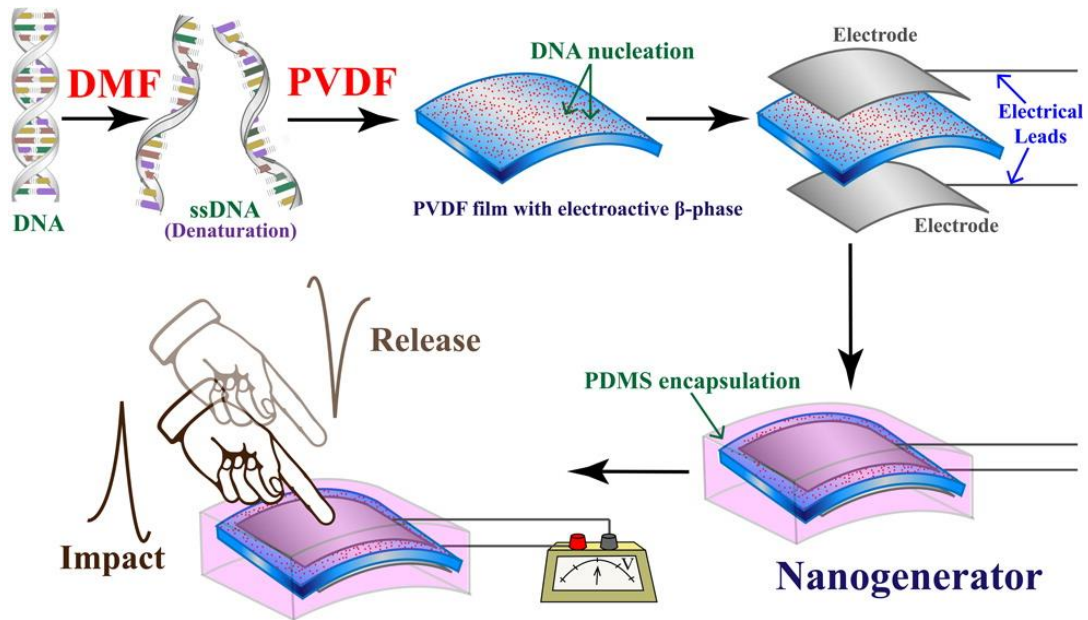 DNA
DMF
ssDNA
(Denaturation)
PVDF
DNA nucleation
PVDF film with electroactive β-phase
Electrode
Electrical
Leads
Electrode
PDMS encapsulation
Nanogenerator
Release
Impact
V